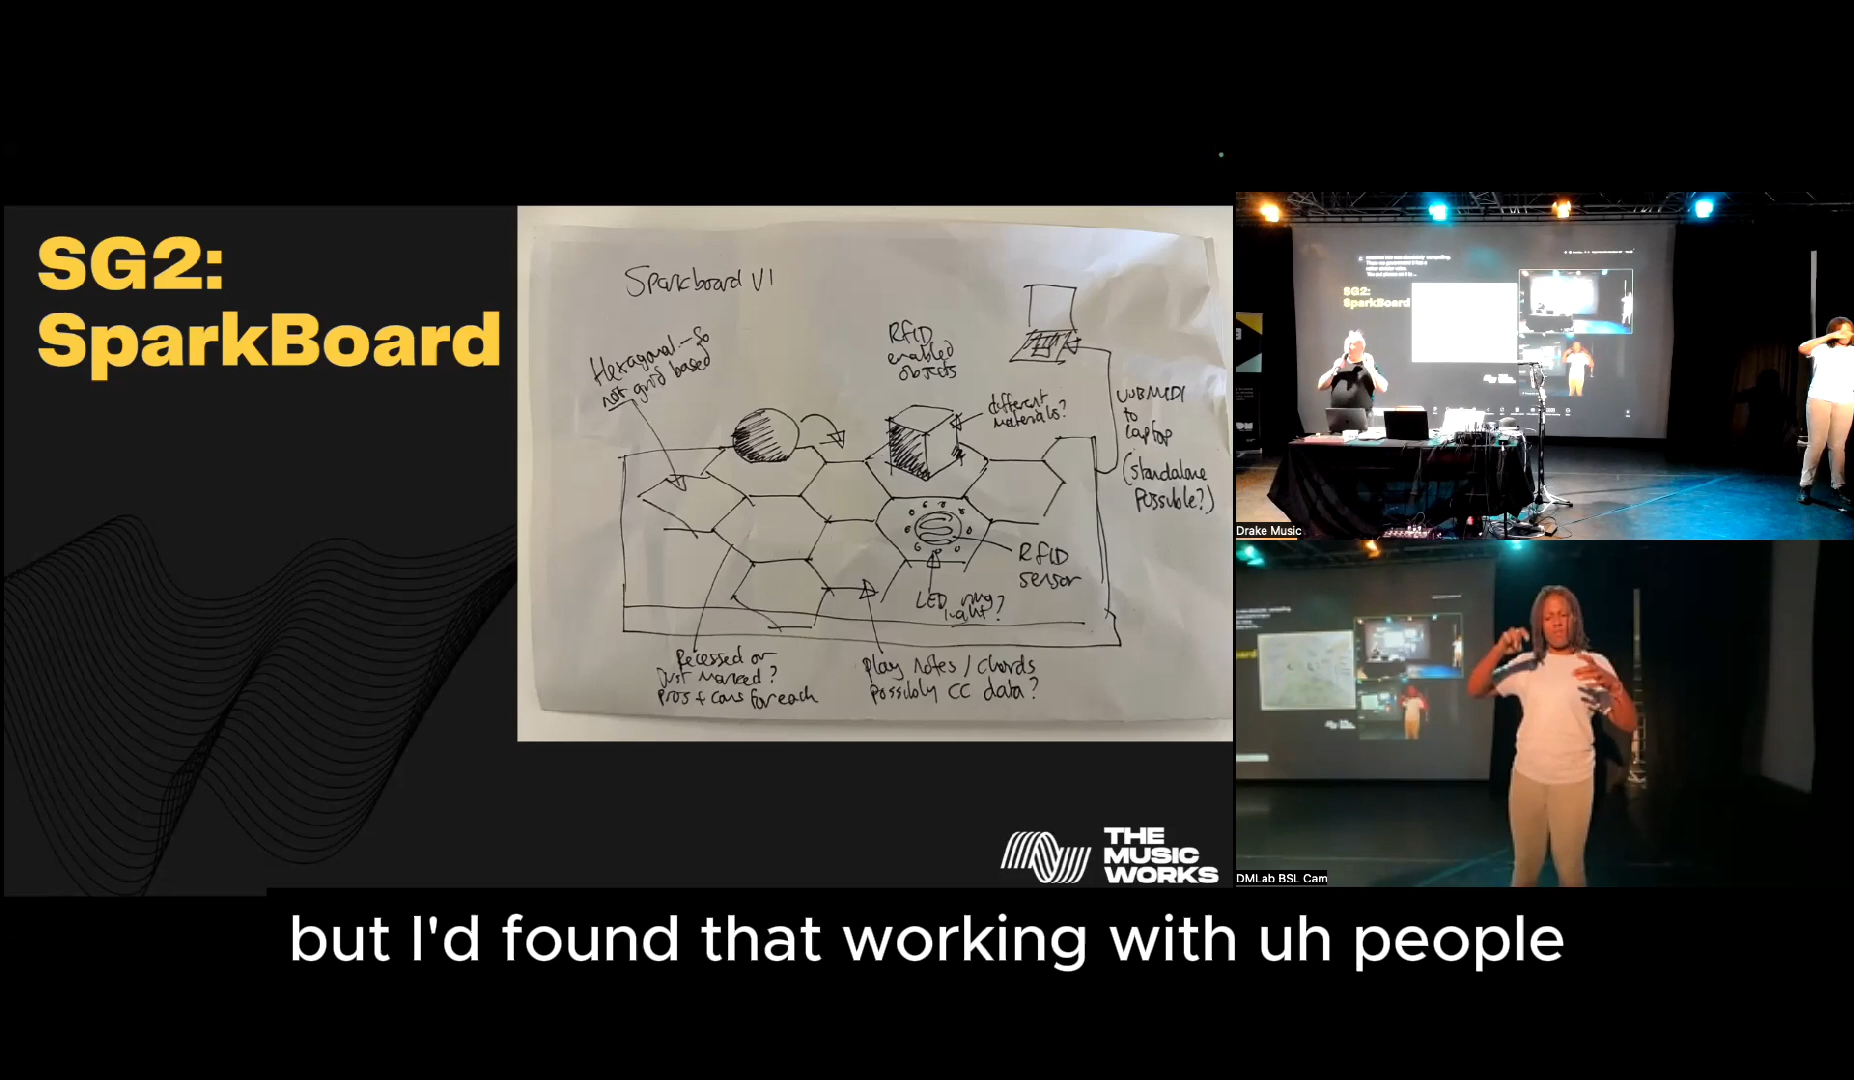 SG2:
SparkBoard
Sparkboard V1
Hexagonal - So
not grid based
RFID
enabled
objects
different
materials?
USB MIDI
to
laptop
(standalone
possible?)
RFID
sensor
LED ring
light?
Recessed or
Just marked?
Pros + cons for each
Play notes / chords
possibly CC data?
THE
MUSIC
WORKS
SG2:
SparkBoard
Drake Music
DMLab BSL Cam
but I'd found that working with uh people